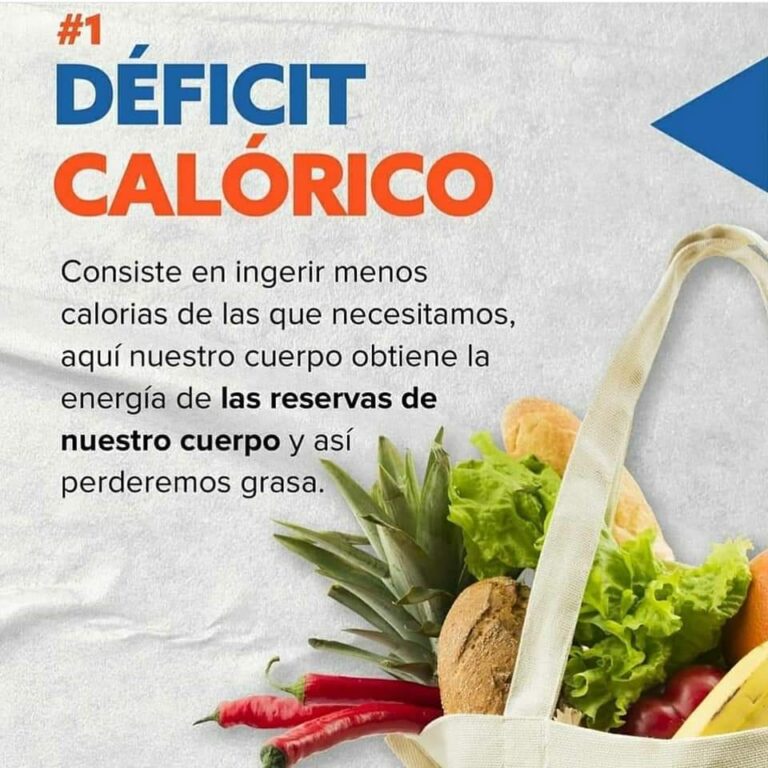 #1
DÉFICIT
CALÓRICO
Consiste en ingerir menos
calorias de las que necesitamos,
aquí nuestro cuerpo obtiene la
energía de las reservas de
nuestro cuerpo y así
perderemos grasa.